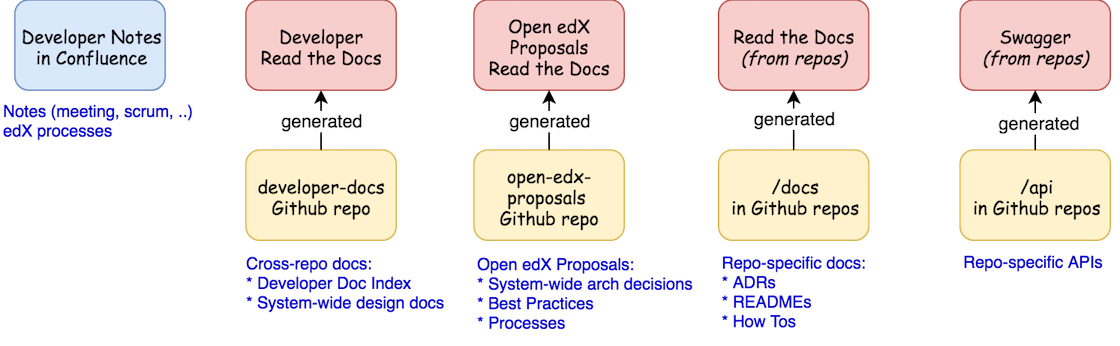 Developer Notes
in Confluence
Notes (meeting, scrum, ..)
edX processes
Developer
Read the Docs
generated
developer-docs
Github repo
Cross-repo docs:
* Developer Doc Index
* System-wide design docs
Open edX
Proposals
Read the Docs
generated
open-edx-
proposals
Github repo
Open edX Proposals:
* System-wide arch decisions
* Best Practices
* Processes
Read the Docs
(from repos)
generated
/docs
in Github repos
Repo-specific docs:
* ADRs
* READMEs
* How Tos
Swagger
(from repos)
generated
/api
in Github repos
Repo-specific APIs